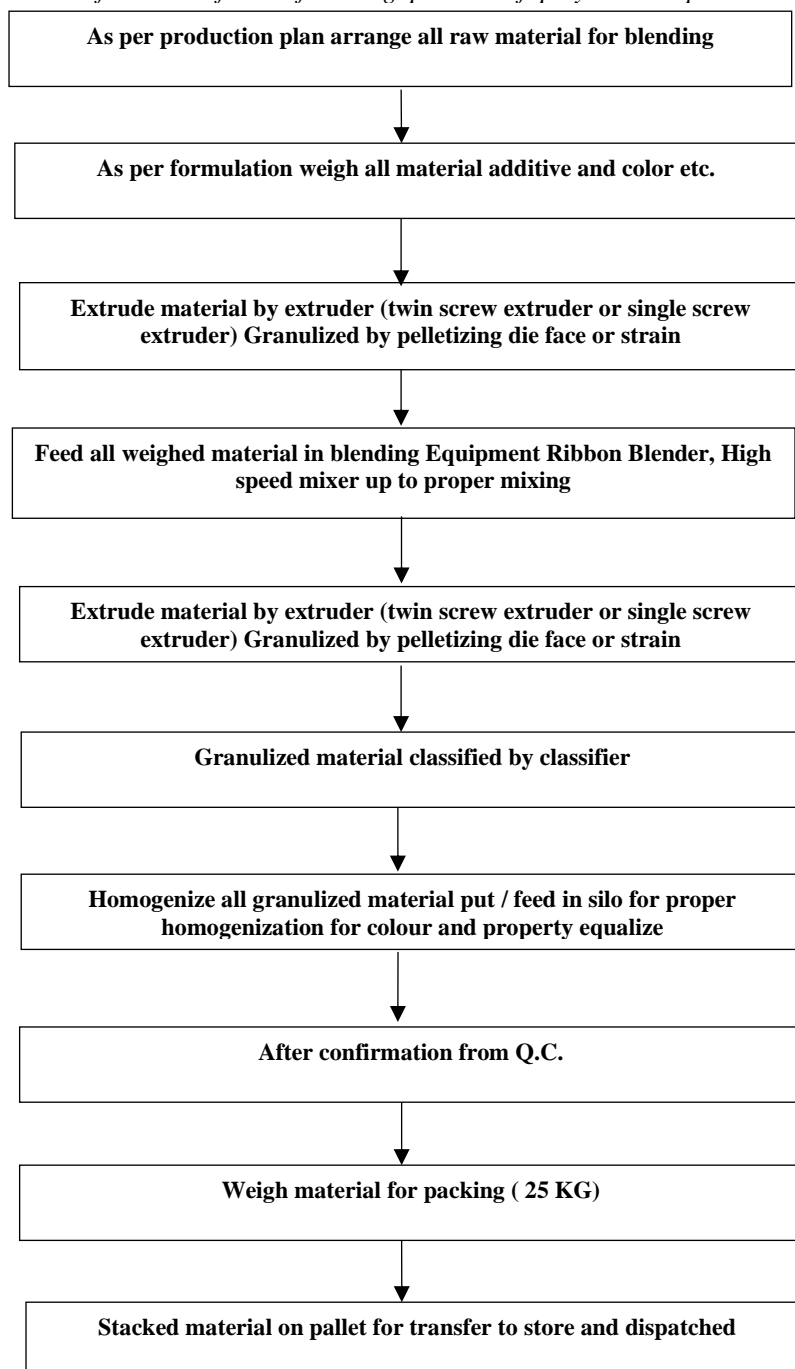 As per production plan arrange all raw material for blending
As per formulation weigh all material additive and color etc.
Extrude material by extruder (twin screw extruder or single screw
extruder) Granulized by pelletizing die face or strain
Feed all weighed material in blending Equipment Ribbon Blender, High
speed mixer up to proper mixing
Extrude material by extruder (twin screw extruder or single screw
extruder) Granulized by pelletizing die face or strain
Granulized material classified by classifier
Homogenize all granulized material put / feed in silo for proper
homogenization for colour and property equalize
After confirmation from Q.C.
Weigh material for packing ( 25 KG)
Stacked material on pallet for transfer to store and dispatched